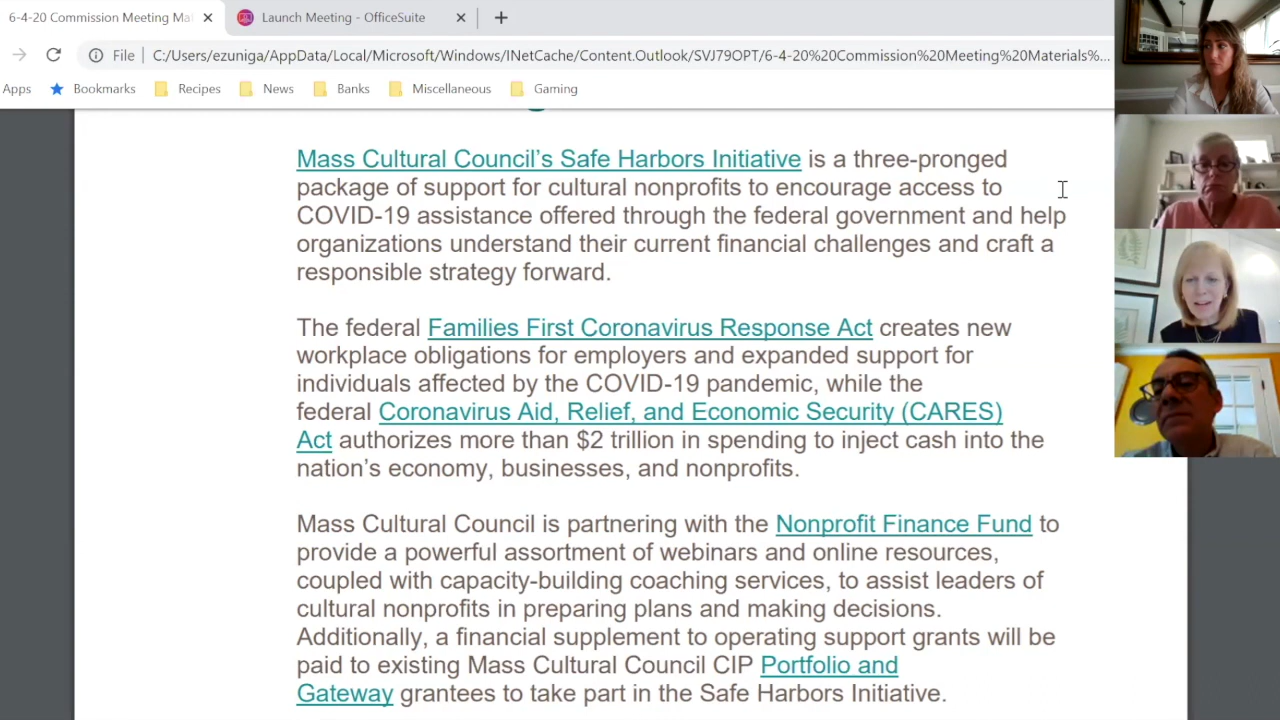 6-4-20 Commission Meeting Ma
Launch Meeting - OfficeSuite
File
C:/Users/ezuniga/AppData/Local/Microsoft/Windows/INetCache/Content.Outlook/SVJ79OPT/6-4-20%20Commission%20Meeting%20Materials%...
Apps
Bookmarks
Recipes
News
Banks
Miscellaneous
Gaming
Mass Cultural Council's Safe Harbors Initiative is a three-pronged
package of support for cultural nonprofits to encourage access to
COVID-19 assistance offered through the federal government and help
organizations understand their current financial challenges and craft a
responsible strategy forward.
The federal Families First Coronavirus Response Act creates new
workplace obligations for employers and expanded support for
individuals affected by the COVID-19 pandemic, while the
federal Coronavirus Aid, Relief, and Economic Security (CARES)
Act authorizes more than $2 trillion in spending to inject cash into the
nation's economy, businesses, and nonprofits.
Mass Cultural Council is partnering with the Nonprofit Finance Fund to
provide a powerful assortment of webinars and online resources,
coupled with capacity-building coaching services, to assist leaders of
cultural nonprofits in preparing plans and making decisions.
Additionally, a financial supplement to operating support grants will be
paid to existing Mass Cultural Council CIP Portfolio and
Gateway grantees to take part in the Safe Harbors Initiative.